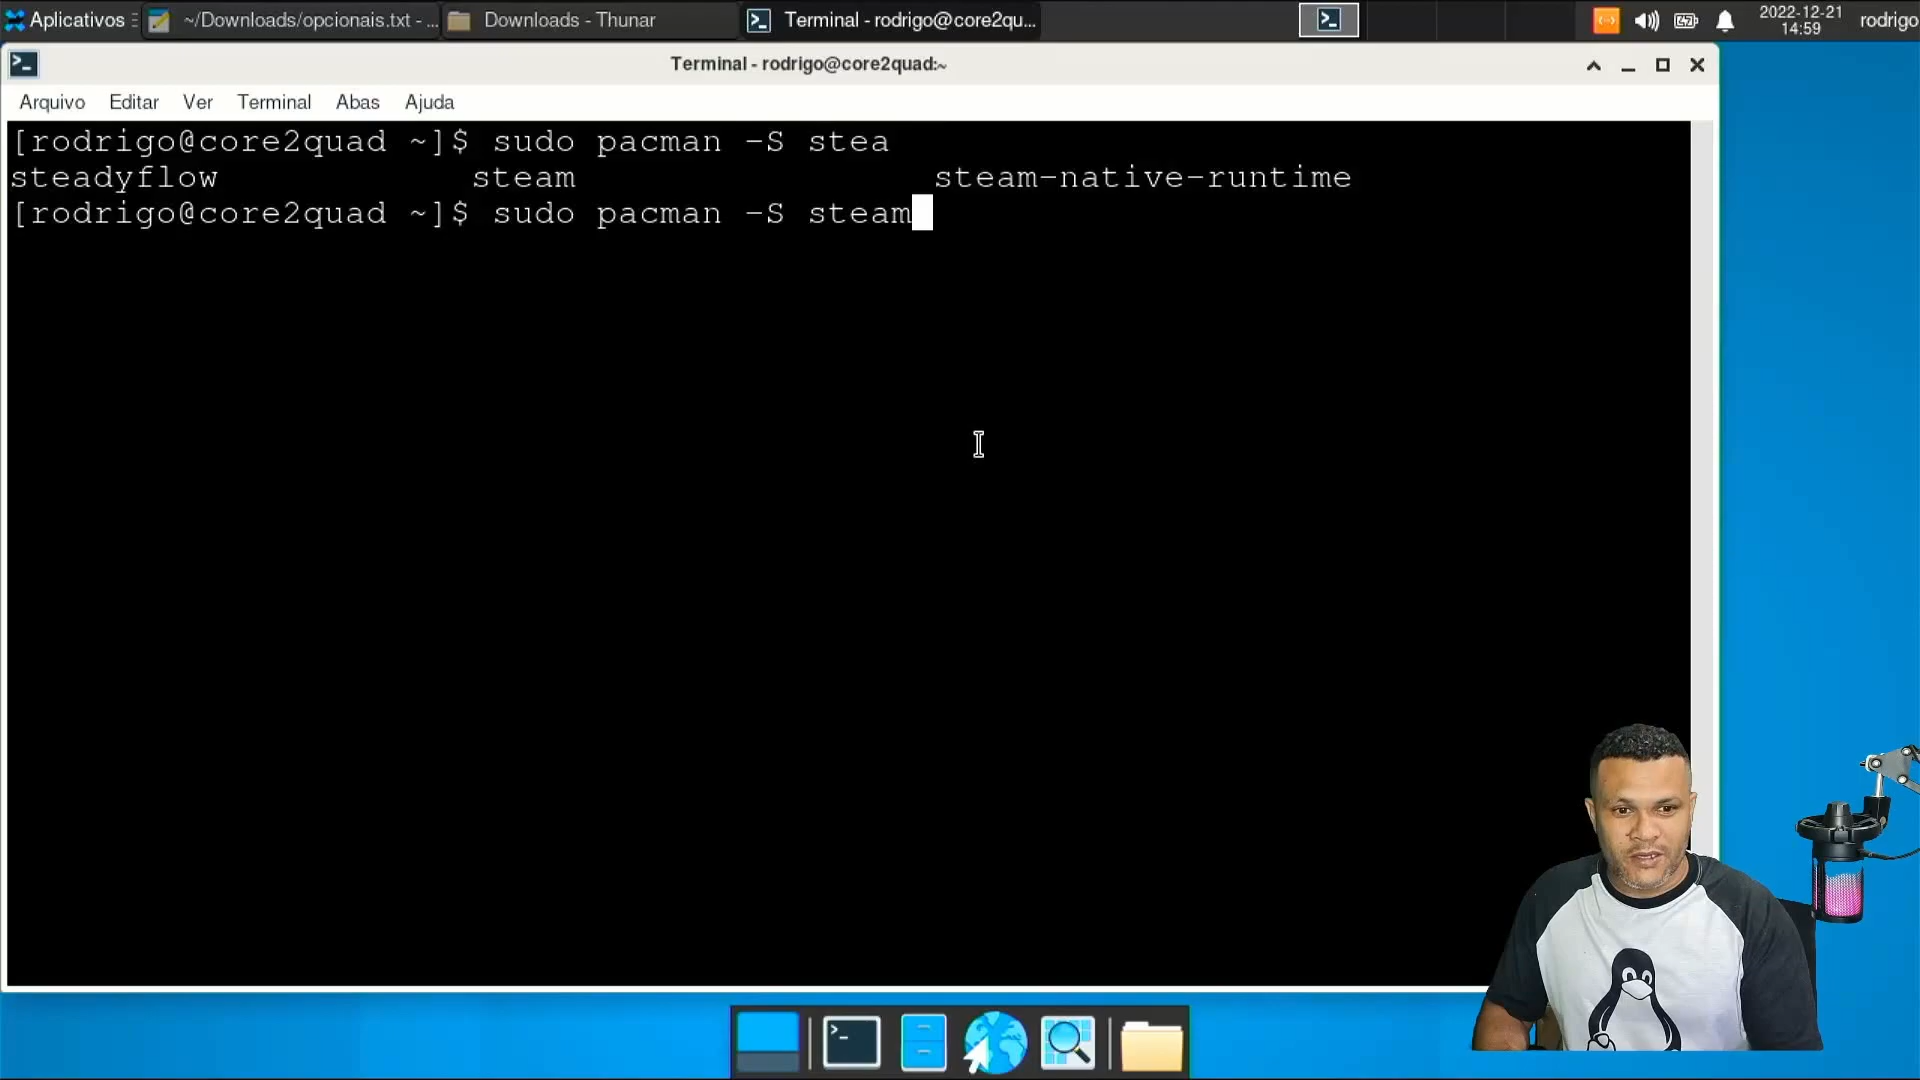 Aplicativos
~/Downloads/opcionais.txt - ...
Downloads - Thunar
Terminal - rodrigo@core2qu...
2022-12-21
14:59
rodrigo
Terminal - rodrigo@core2quad:~
Arquivo Editar Ver Terminal Abas Ajuda
[rodrigo@core2quad ~]$ sudo pacman -S stea
steadyflow steam steam-native-runtime
[rodrigo@core2quad ~]$ sudo pacman -S steam